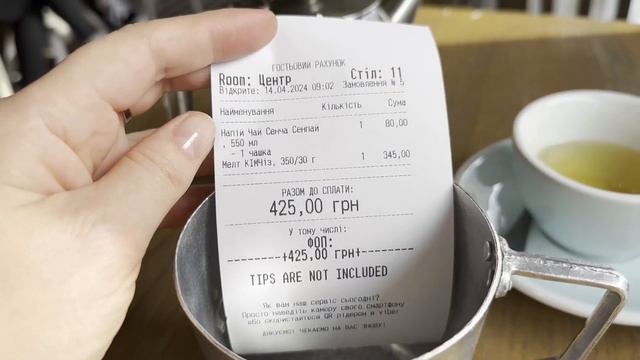 ГОСТЬОВИЙ РАХУНОК
Room: Центр Стіл: 11
Відкрите: 14.04.2024 09:02 Замовлення № 5
Найменування Кількість Сума
Напій Чай Сенча Сенпай 1 80,00
. 550 мл
- 1 чашка
Мелт КІМЧіз, 350/30 г 1 345,00
РАЗОМ ДО СПЛАТИ:
425,00 грн
У тому числі:
ФОП:
---------+425,00 грн+---------
TIPS ARE NOT INCLUDED
Як вам наш сервіс сьогодні?
Просто наведіть камеру свого смартфону
або скористайтеся QR рідером в viber
ДЯКУЄМО! ЧЕКАЄМО НА ВАС ЗНОВУ!